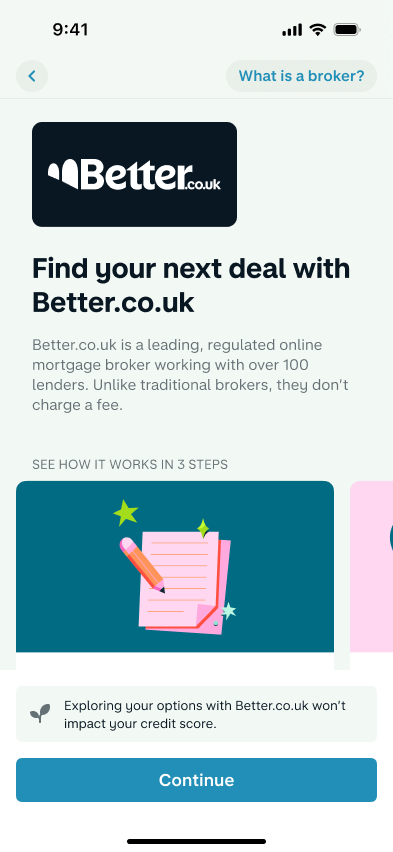 9:41
What is a broker?
Better.co.uk
Find your next deal with
Better.co.uk
Better.co.uk is a leading, regulated online
mortgage broker working with over 100
lenders. Unlike traditional brokers, they don't
charge a fee.
SEE HOW IT WORKS IN 3 STEPS
Exploring your options with Better.co.uk won't
impact your credit score.
Continue